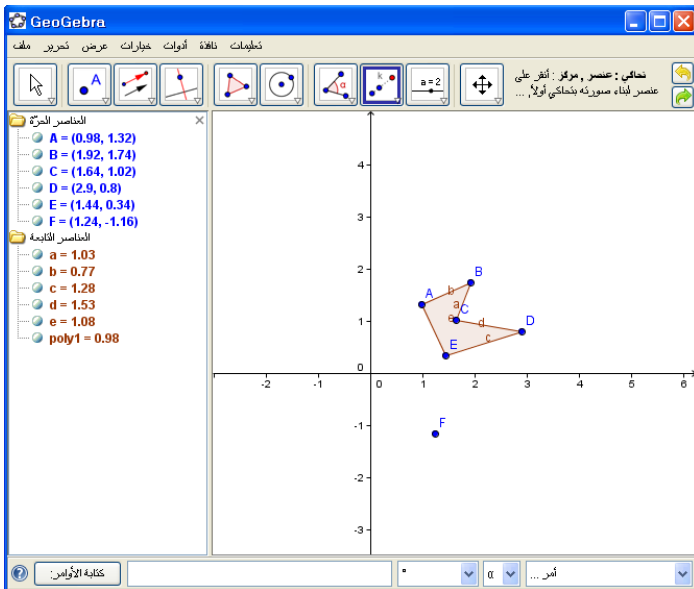 GeoGebra
ملف تحرير عرض خيارات أدوات نافذة تعليمات
A α k a = 2
تحاكي : عنصر , مركز : أنقر على
عنصر لبناء صورته بتحاكي أولاً, ...
العناصر الحرّة
A = (0.98, 1.32)
B = (1.92, 1.74)
C = (1.64, 1.02)
D = (2.9, 0.8)
E = (1.44, 0.34)
F = (1.24, -1.16)
العناصر التابعة
a = 1.03
b = 0.77
c = 1.28
d = 1.53
e = 1.08
poly1 = 0.98
4
3
2
1
0
-1
-2
-3
-2 -1 0 1 2 3 4 5 6
A
B
b
a
C
e
d
D
c
E
F
كتابة الأوامر:
°
α
أمر ...